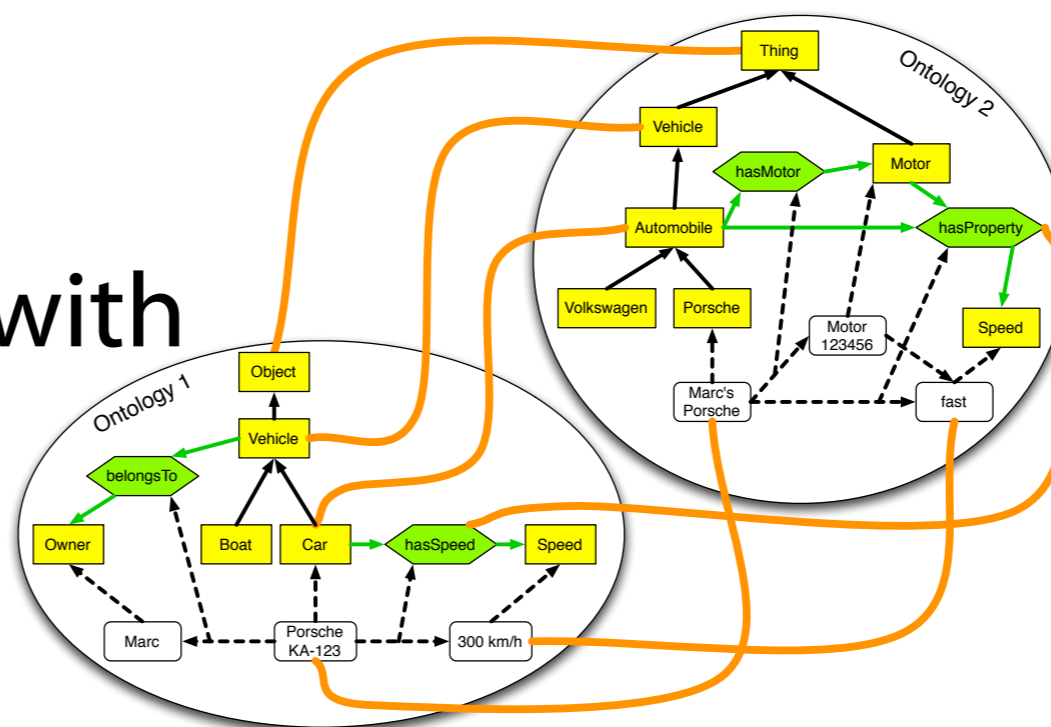 Thing
Ontology 2
Vehicle
hasMotor
Motor
Automobile
hasProperty
Volkswagen
Porsche
Motor
123456
Speed
Marc's
Porsche
fast
with
Ontology 1
Object
Vehicle
belongsTo
Owner
Boat
Car
hasSpeed
Speed
Marc
Porsche
KA-123
300 km/h